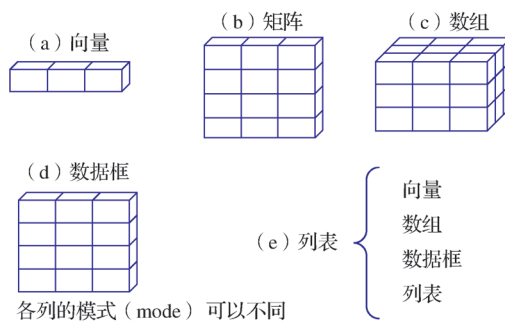 (a)向量
(b)矩阵
(c)数组
(d)数据框
各列的模式(mode)可以不同
(e)列表
向量
数组
数据框
列表